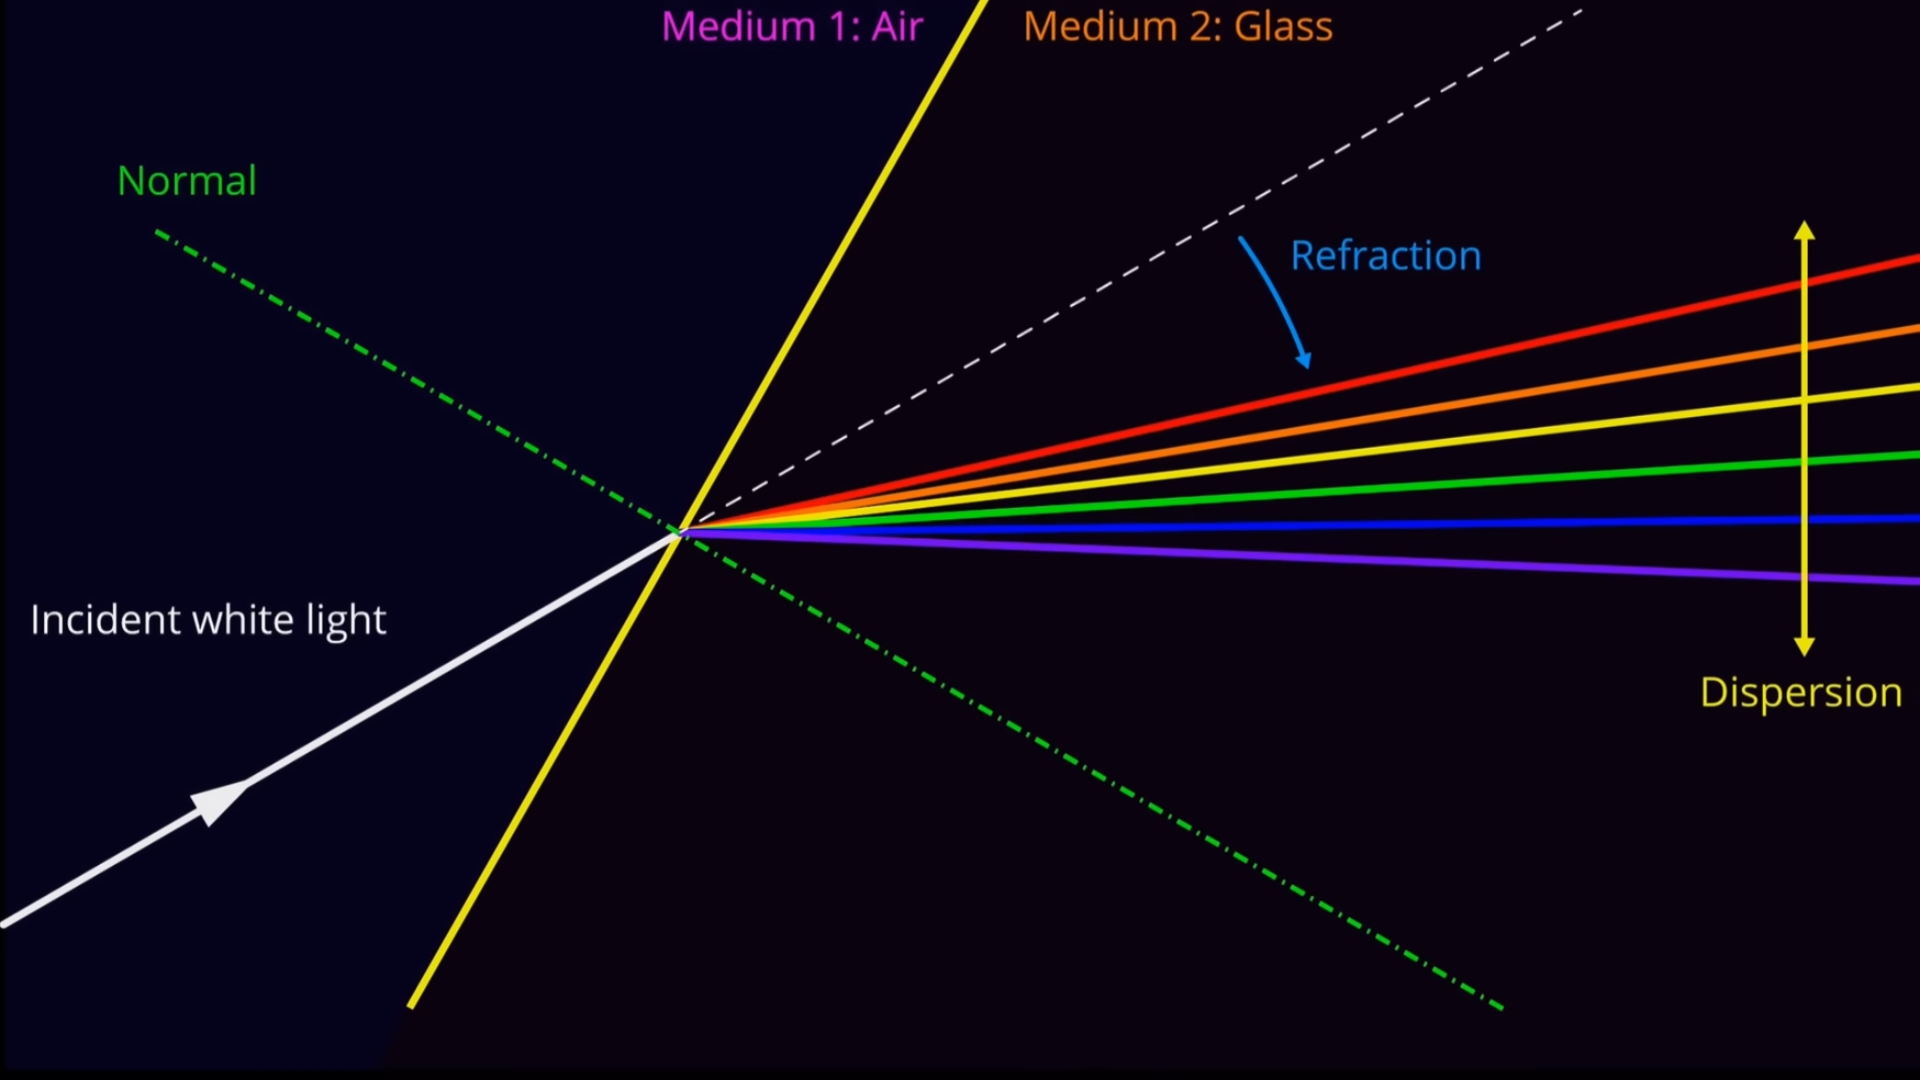 Medium 1: Air
Medium 2: Glass
Normal
Refraction
Incident white light
Dispersion